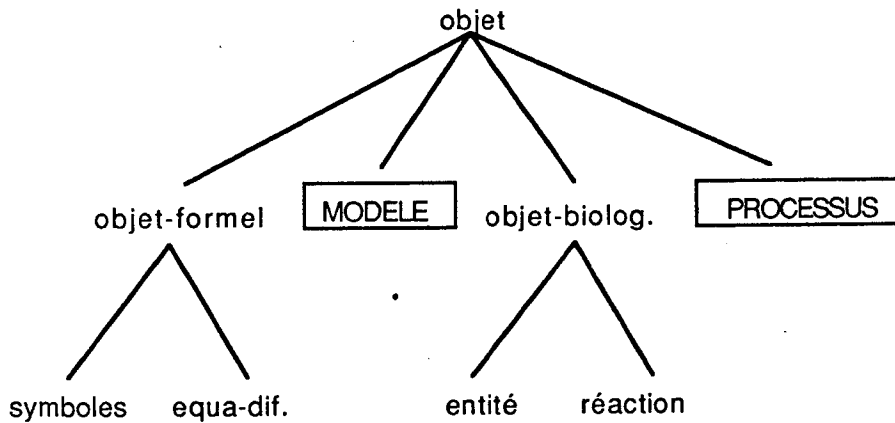 objet
objet-formel MODELE objet-biolog. PROCESSUS
symboles equa-dif. entité réaction